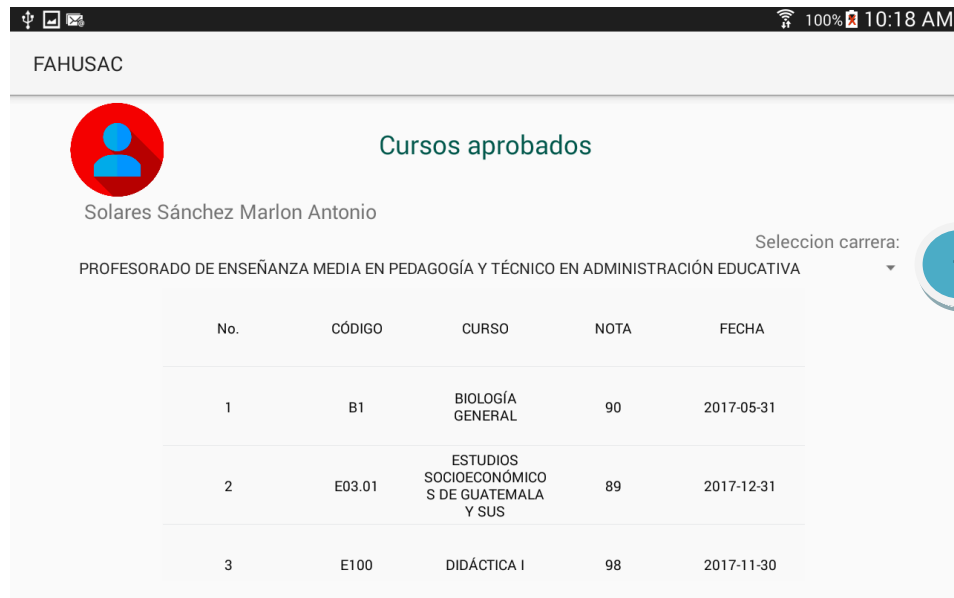 100% 10:18 AM
FAHUSAC
Cursos aprobados
Solares Sánchez Marlon Antonio
Seleccion carrera:
PROFESORADO DE ENSEÑANZA MEDIA EN PEDAGOGÍA Y TÉCNICO EN ADMINISTRACIÓN EDUCATIVA
No. CÓDIGO CURSO NOTA FECHA
1 B1 BIOLOGÍA GENERAL 90 2017-05-31
2 E03.01 ESTUDIOS SOCIOECONÓMICO S DE GUATEMALA Y SUS 89 2017-12-31
3 E100 DIDÁCTICA I 98 2017-11-30